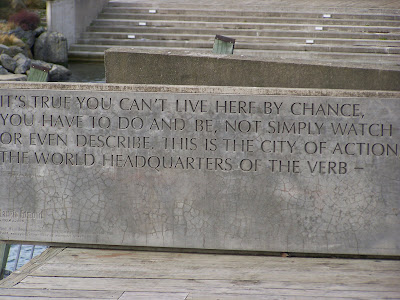 IT'S TRUE YOU CAN'T LIVE HERE BY CHANCE,
YOU HAVE TO DO AND BE, NOT SIMPLY WATCH
OR EVEN DESCRIBE. THIS IS THE CITY OF ACTION,
THE WORLD HEADQUARTERS OF THE VERB –